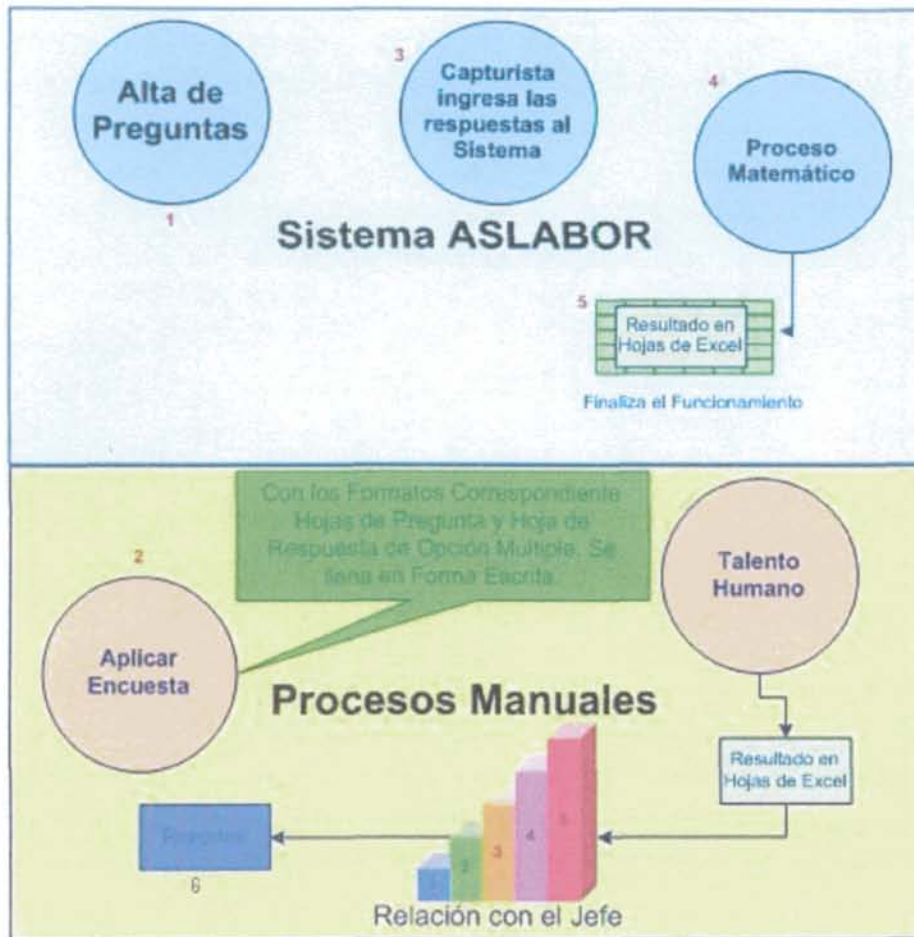 Alta de
Preguntas
1
3
Capturista
ingresa las
respuestas al
Sistema
4
Proceso
Matemático
Sistema ASLABOR
5
Resultado en
Hojas de Excel
Finaliza el Funcionamiento
Con los Formatos Correspondiente
Hojas de Pregunta y Hoja de
Respuesta de Opción Multiple. Se
llena en Forma Escrita.
2
Aplicar
Encuesta
Talento
Humano
Procesos Manuales
Resultado en
Hojas de Excel
1
2
3
4
5
6
Relación con el Jefe